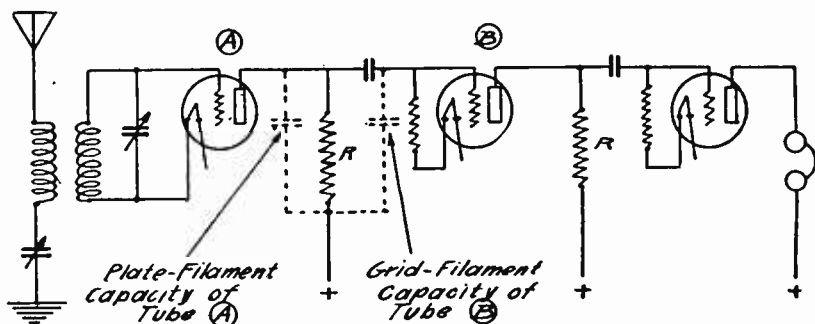 A
B
R
R
Plate-Filament
Capacity of
Tube A
Grid-Filament
Capacity of
Tube B
+
+
+